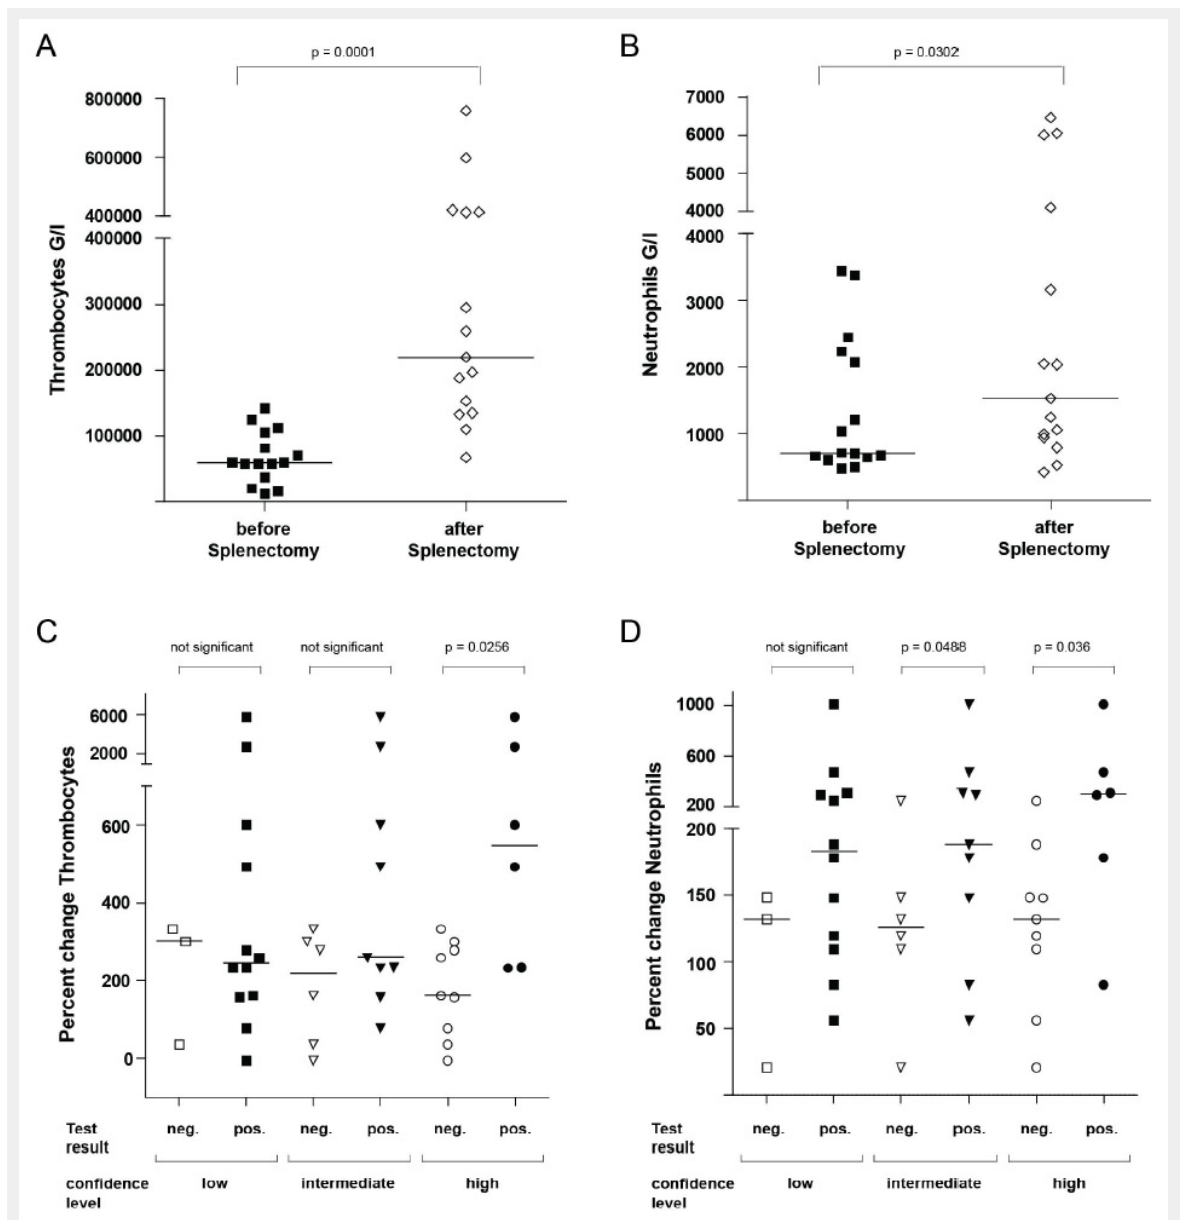 A
p = 0.0001
Thrombocytes G/l
800000
600000
400000
400000
300000
200000
100000
before
Splenectomy
after
Splenectomy
B
p = 0.0302
Neutrophils G/l
7000
6000
5000
4000
4000
3000
2000
1000
before
Splenectomy
after
Splenectomy
C
not significant
not significant
p = 0.0256
Percent change Thrombocytes
6000
2000
600
400
200
0
Test
result
neg.
pos.
neg.
pos.
neg.
pos.
confidence
level
low
intermediate
high
D
not significant
p = 0.0488
p = 0.036
Percent change Neutrophils
1000
600
200
200
150
100
50
Test
result
neg.
pos.
neg.
pos.
neg.
pos.
confidence
level
low
intermediate
high